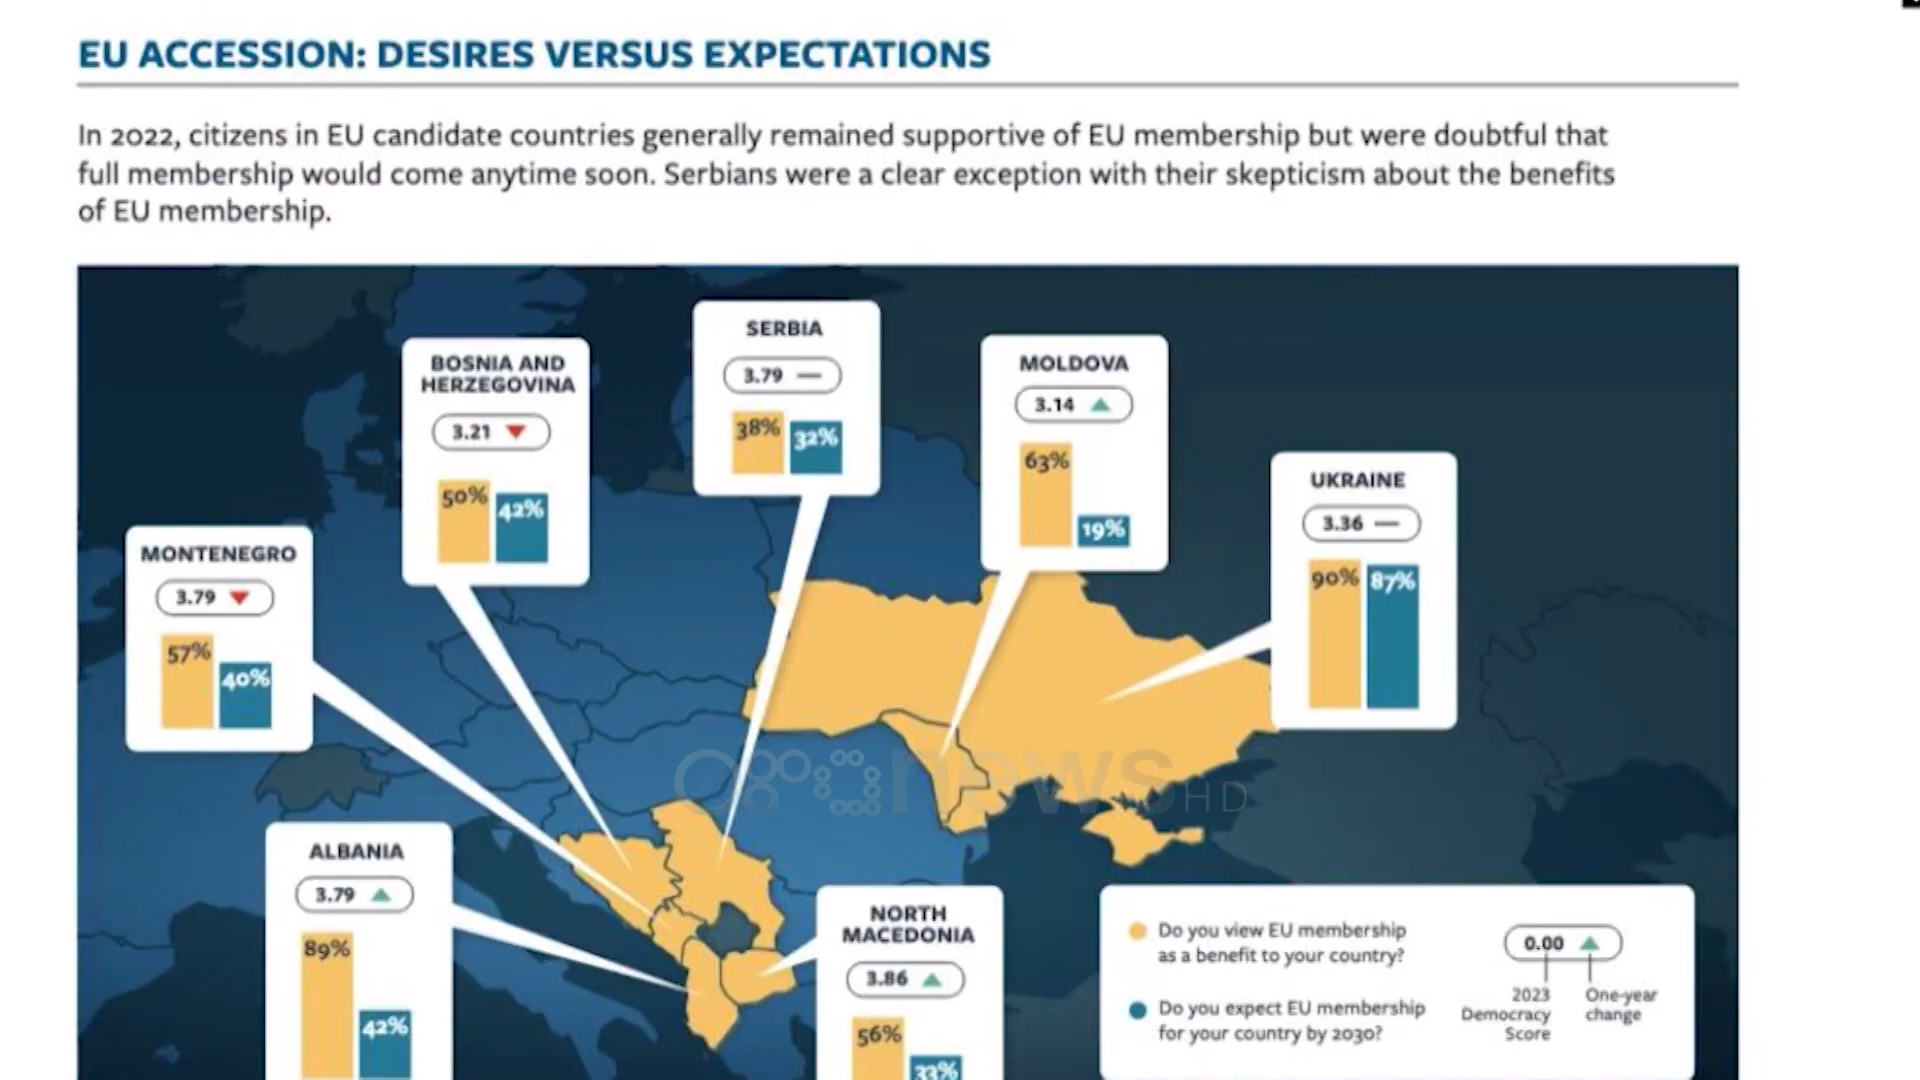 EU ACCESSION: DESIRES VERSUS EXPECTATIONS
In 2022, citizens in EU candidate countries generally remained supportive of EU membership but were doubtful that
full membership would come anytime soon. Serbians were a clear exception with their skepticism about the benefits
of EU membership.
SERBIA
3.79 —
38% 32%
BOSNIA AND
HERZEGOVINA
3.21 ▼
50% 42%
MOLDOVA
3.14 ▲
63%
19%
UKRAINE
3.36 —
90% 87%
MONTENEGRO
3.79 ▼
57%
40%
news HD
ALBANIA
3.79 ▲
89%
42%
NORTH
MACEDONIA
3.86 ▲
56%
33%
Do you view EU membership
as a benefit to your country?
Do you expect EU membership
for your country by 2030?
0.00 ▲
2023
Democracy
Score
One-year
change